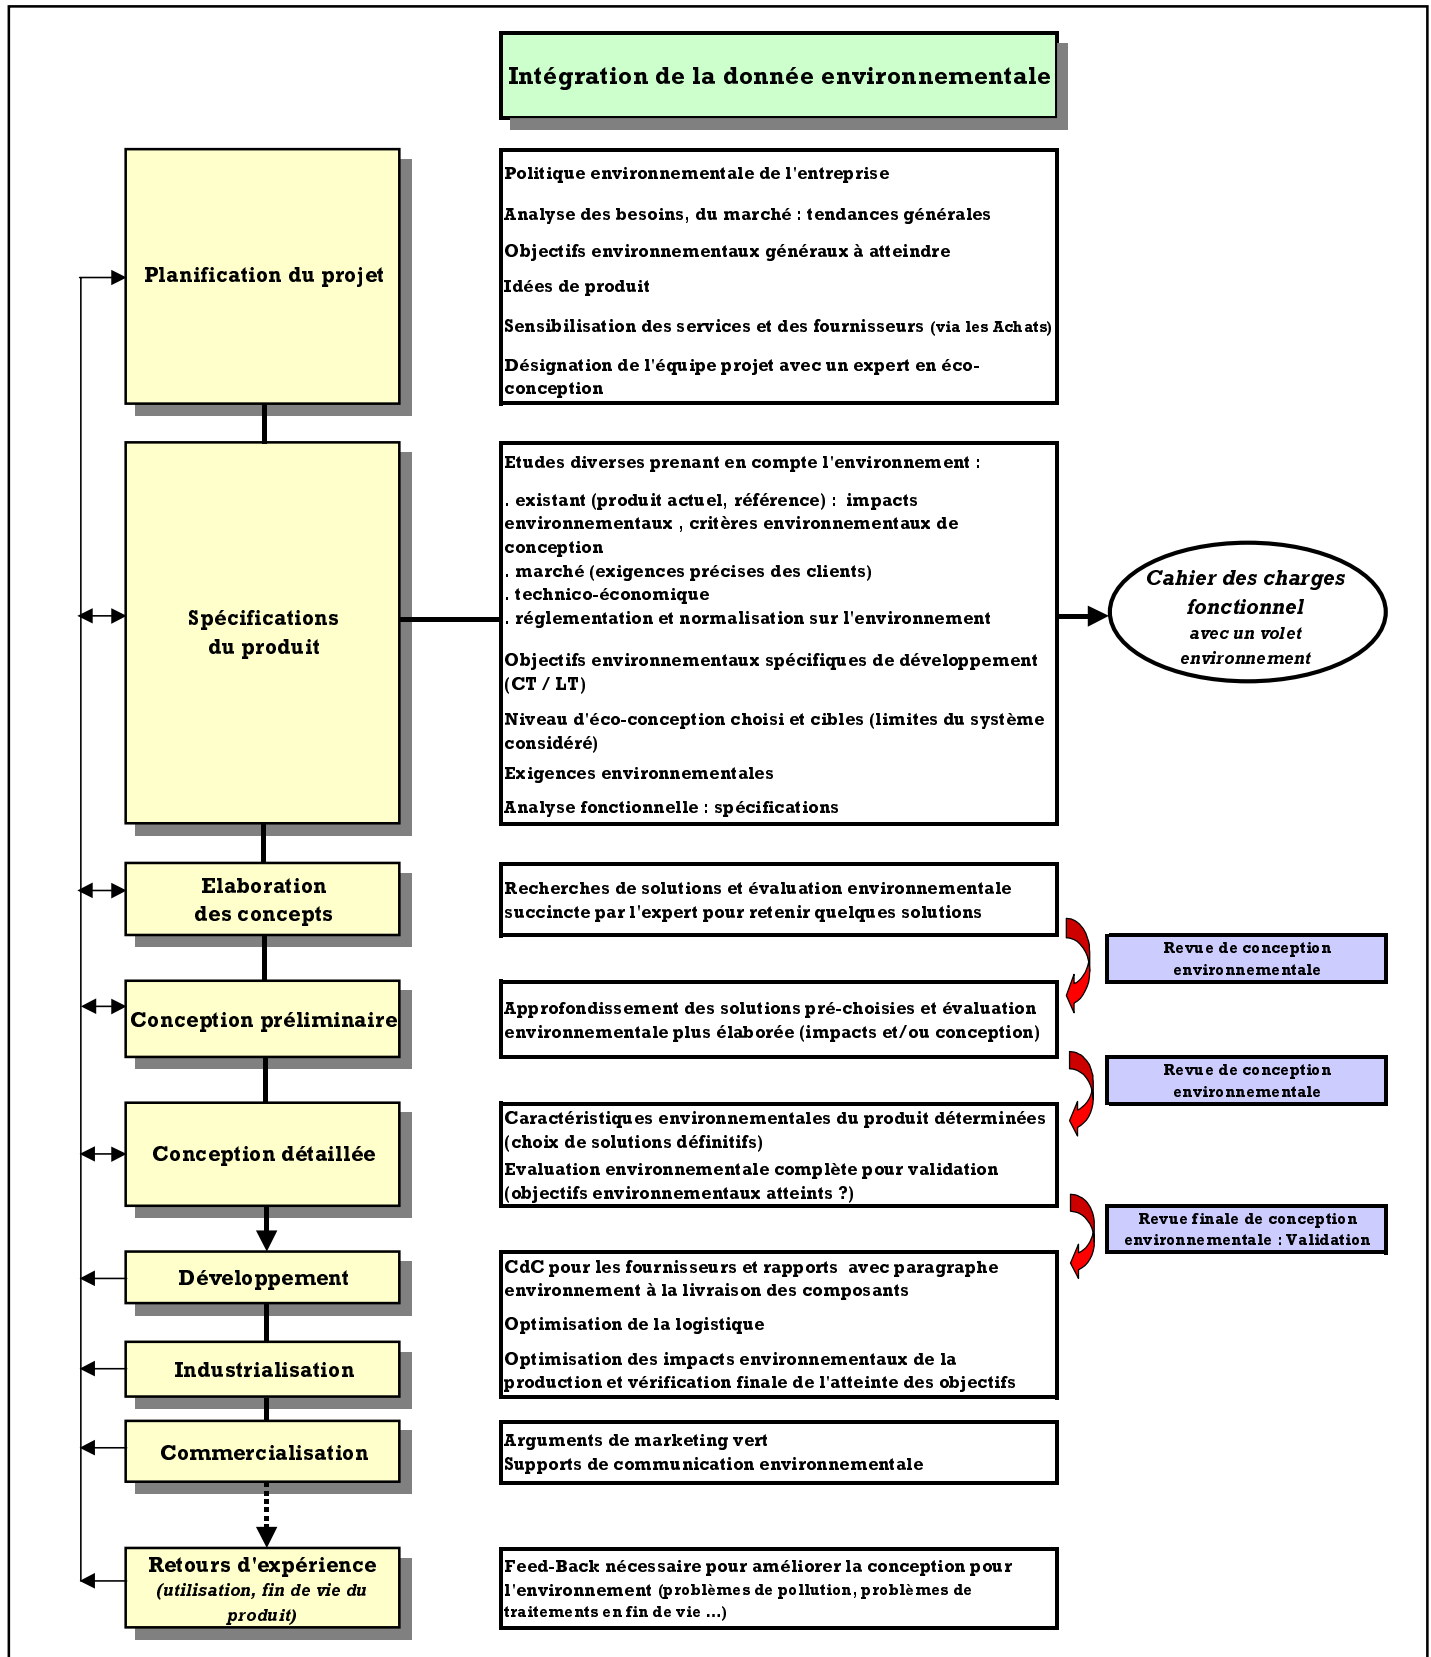 Intégration de la donnée environnementale
Planification du projet
Politique environnementale de l'entreprise
Analyse des besoins, du marché : tendances générales
Objectifs environnementaux généraux à atteindre
Idées de produit
Sensibilisation des services et des fournisseurs (via les Achats)
Désignation de l'équipe projet avec un expert en éco-
conception
Spécifications
du produit
Etudes diverses prenant en compte l'environnement :
. existant (produit actuel, référence) : impacts
environnementaux , critères environnementaux de
conception
. marché (exigences précises des clients)
. technico-économique
. réglementation et normalisation sur l'environnement
Objectifs environnementaux spécifiques de développement
(CT / LT)
Niveau d'éco-conception choisi et cibles (limites du système
considéré)
Exigences environnementales
Analyse fonctionnelle : spécifications
Cahier des charges
fonctionnel
avec un volet
environnement
Elaboration
des concepts
Recherches de solutions et évaluation environnementale
succincte par l'expert pour retenir quelques solutions
Revue de conception
environnementale
Conception préliminaire
Approfondissement des solutions pré-choisies et évaluation
environnementale plus élaborée (impacts et/ou conception)
Revue de conception
environnementale
Conception détaillée
Caractéristiques environnementales du produit déterminées
(choix de solutions définitifs)
Evaluation environnementale complète pour validation
(objectifs environnementaux atteints ?)
Revue finale de conception
environnementale : Validation
Développement
CdC pour les fournisseurs et rapports avec paragraphe
environnement à la livraison des composants
Optimisation de la logistique
Industrialisation
Optimisation des impacts environnementaux de la
production et vérification finale de l'atteinte des objectifs
Commercialisation
Arguments de marketing vert
Supports de communication environnementale
Retours d'expérience
(utilisation, fin de vie du
produit)
Feed-Back nécessaire pour améliorer la conception pour
l'environnement (problèmes de pollution, problèmes de
traitements en fin de vie ...)